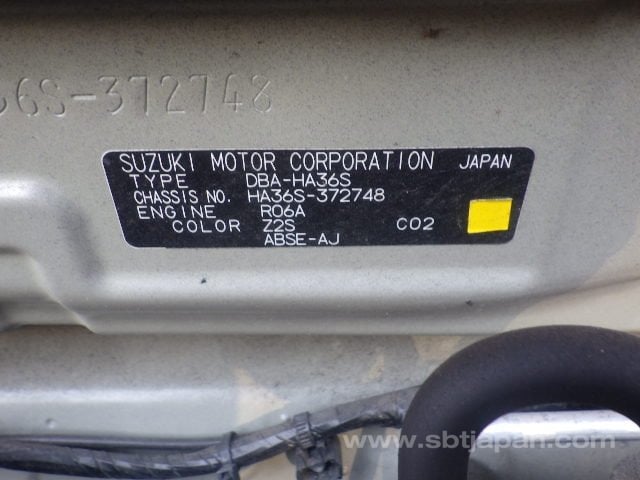 36S-372748
SUZUKI MOTOR CORPORATION JAPAN
TYPE DBA-HA36S
CHASSIS NO. HA36S-372748
ENGINE R06A
COLOR Z2S C02
ABSE-AJ
www.sbtjapan.com